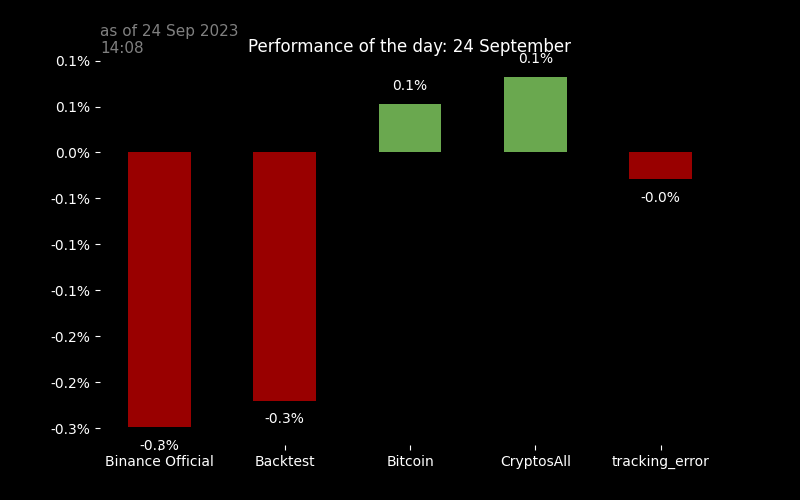 as of 24 Sep 2023
14:08
Performance of the day: 24 September
0.1%
0.1%
0.0%
-0.1%
-0.1%
-0.1%
-0.2%
-0.2%
-0.3%
-0.3%
-0.3%
0.1%
0.1%
-0.0%
Binance Official
Backtest
Bitcoin
CryptosAll
tracking_error